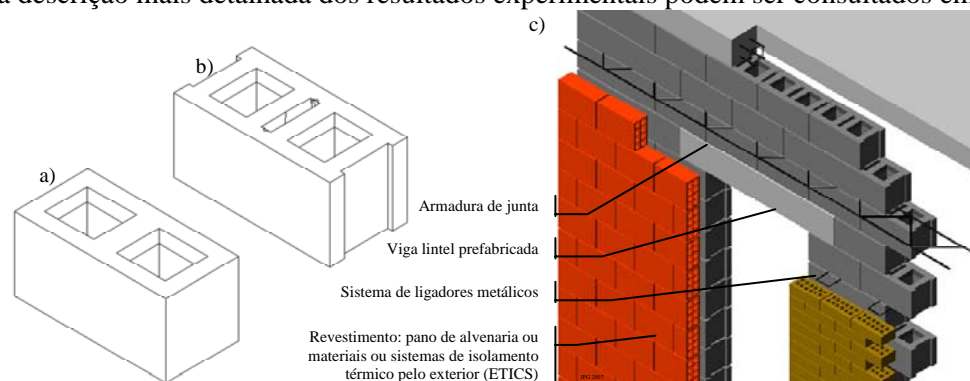 a descrição mais detalhada dos resultados experimentais podem ser consultados em
c)
b)
a)
Armadura de junta
Viga lintel prefabricada
Sistema de ligadores metálicos
Revestimento: pano de alvenaria ou
materiais ou sistemas de isolamento
térmico pelo exterior (ETICS)